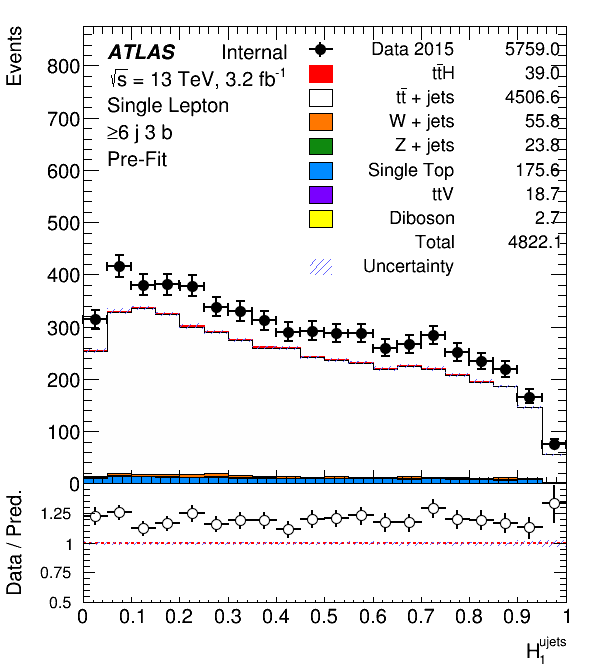 Events
ATLAS Internal
√s = 13 TeV, 3.2 fb⁻¹
Single Lepton
≥6 j 3 b
Pre-Fit
Data 2015 5759.0
tt̄H 39.0
tt̄ + jets 4506.6
W + jets 55.8
Z + jets 23.8
Single Top 175.6
ttV 18.7
Diboson 2.7
Total 4822.1
Uncertainty
800
700
600
500
400
300
200
100
0
Data / Pred.
1.25
1
0.75
0.5
0 0.1 0.2 0.3 0.4 0.5 0.6 0.7 0.8 0.9 1
H₁ᵘʲᵉᵗˢ